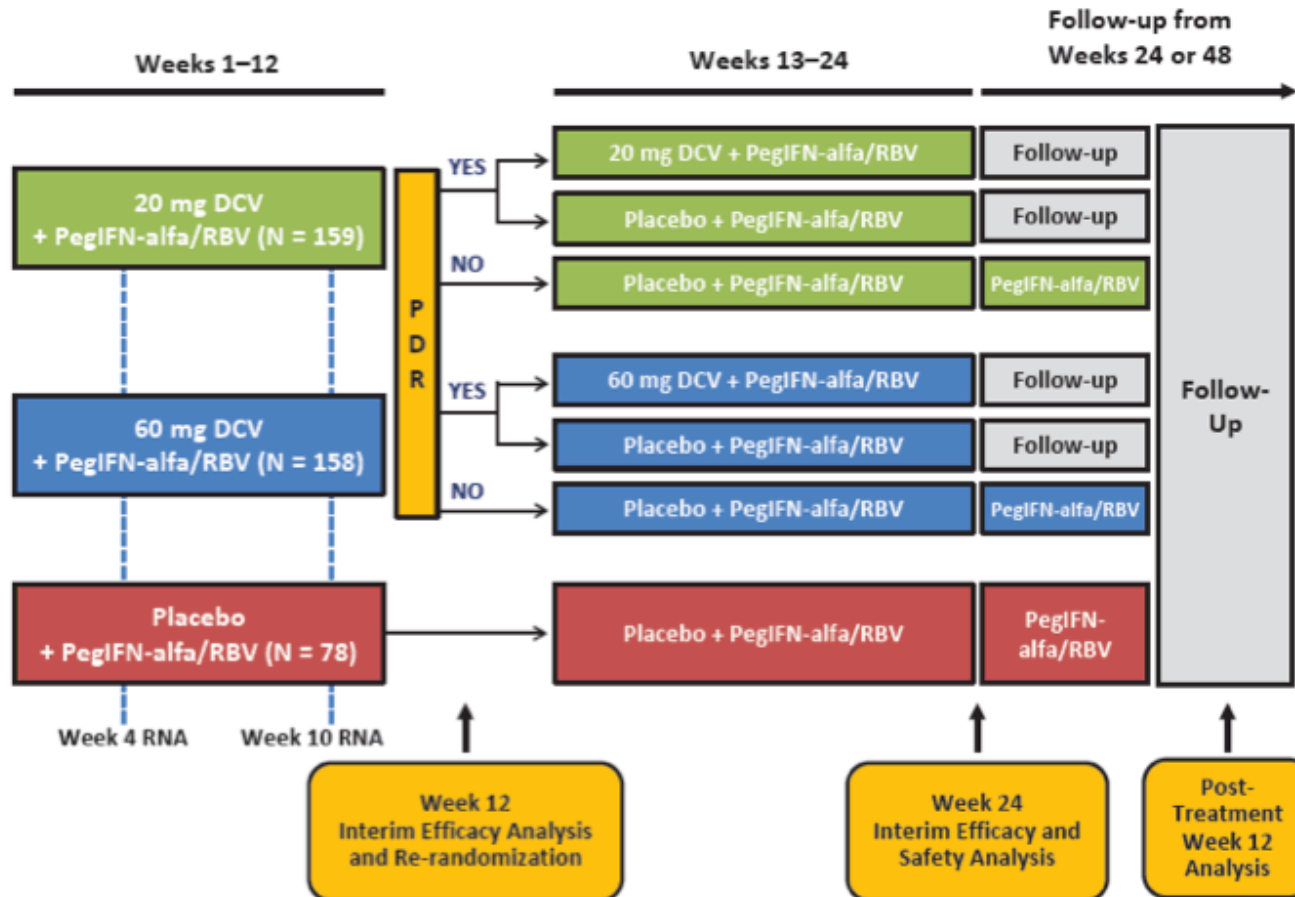 Weeks 1–12
Weeks 13–24
Follow-up from
Weeks 24 or 48
20 mg DCV
+ PegIFN-alfa/RBV (N = 159)
60 mg DCV
+ PegIFN-alfa/RBV (N = 158)
Placebo
+ PegIFN-alfa/RBV (N = 78)
Week 4 RNA
Week 10 RNA
P
D
R
YES
NO
YES
NO
20 mg DCV + PegIFN-alfa/RBV
Follow-up
Placebo + PegIFN-alfa/RBV
Follow-up
Placebo + PegIFN-alfa/RBV
PegIFN-alfa/RBV
60 mg DCV + PegIFN-alfa/RBV
Follow-up
Placebo + PegIFN-alfa/RBV
Follow-up
Placebo + PegIFN-alfa/RBV
PegIFN-alfa/RBV
Placebo + PegIFN-alfa/RBV
PegIFN-
alfa/RBV
Follow-
Up
Week 12
Interim Efficacy Analysis
and Re-randomization
Week 24
Interim Efficacy and
Safety Analysis
Post-
Treatment
Week 12
Analysis